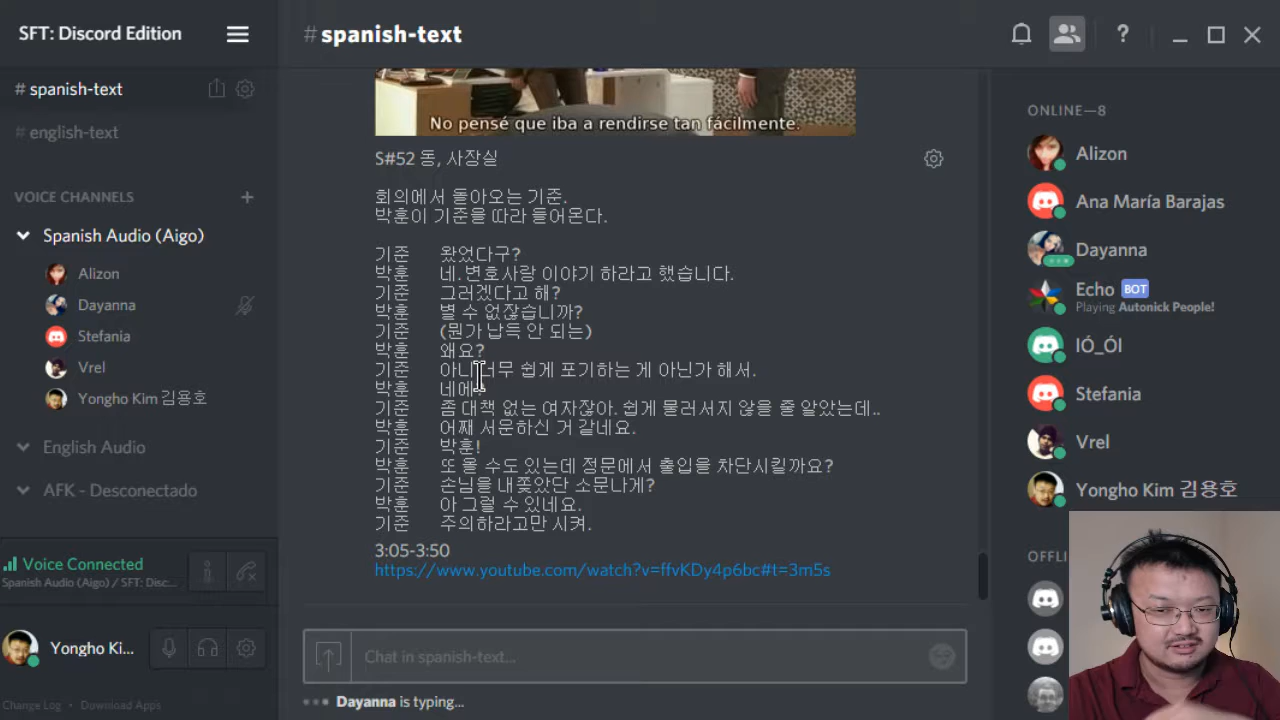 SFT: Discord Edition
# spanish-text
# english-text
VOICE CHANNELS
Spanish Audio (Aigo)
Alizon
Dayanna
Stefania
Vrel
Yongho Kim 김용호
English Audio
AFK - Desconectado
Voice Connected
Spanish Audio (Aigo) / SFT: Disc...
Yongho Ki...
Change Log • Download Apps
# spanish-text
No pensé que iba a rendirse tan fácilmente.
S#52 동, 사장실
회의에서 돌아오는 기준.
박훈이 기준을 따라 들어온다.
기준 왔었다구?
박훈 네. 변호사랑 이야기 하라고 했습니다.
기준 그러겠다고 해?
박훈 별 수 없잖습니까?
기준 (뭔가 납득 안 되는)
박훈 왜요?
기준 아니 너무 쉽게 포기하는 게 아닌가 해서.
박훈 네에?
기준 좀 대책 없는 여자잖아. 쉽게 물러서지 않을 줄 알았는데..
박훈 어째 서운하신 거 같네요.
기준 박훈!
박훈 또 올 수도 있는데 정문에서 출입을 차단시킬까요?
기준 손님을 내쫒았단 소문나게?
박훈 아 그럴 수 있네요.
기준 주의하라고만 시켜.
3:05-3:50
https://www.youtube.com/watch?v=ffvKDy4p6bc#t=3m5s
Chat in spanish-text...
Dayanna is typing...
ONLINE—8
Alizon
Ana María Barajas
Dayanna
Echo BOT
Playing Autonick People!
IÓ_ÓI
Stefania
Vrel
Yongho Kim 김용호
OFFLI